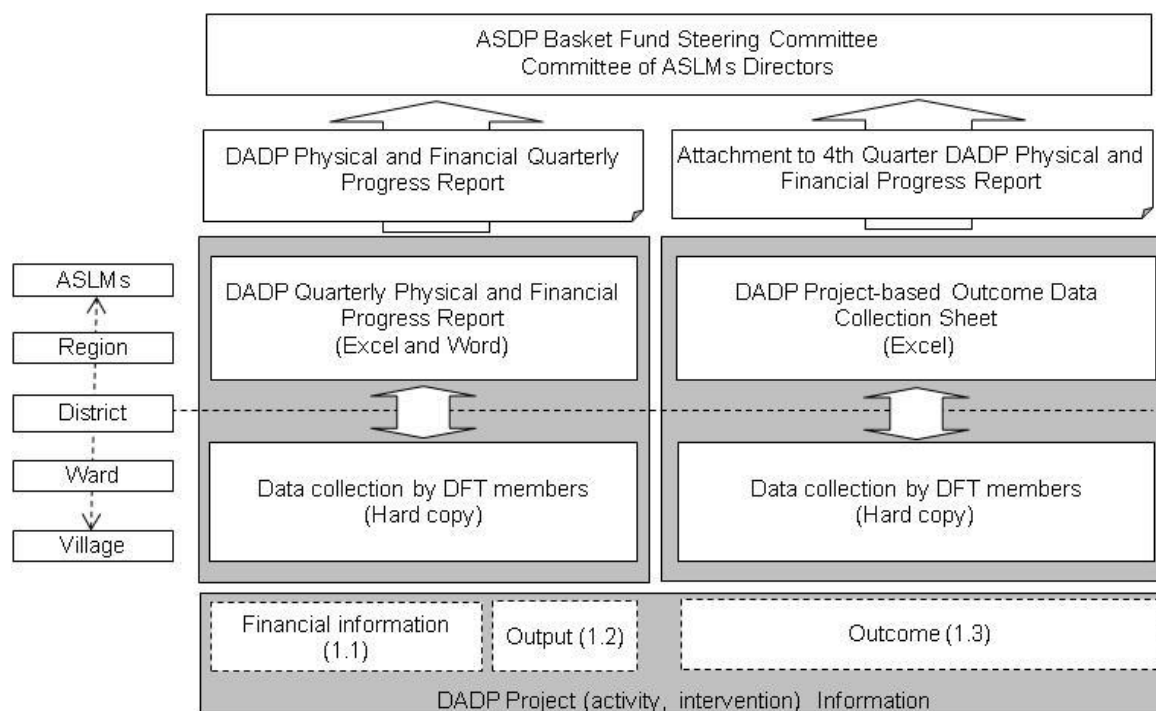 ASDP Basket Fund Steering Committee
Committee of ASLMs Directors
DADP Physical and Financial Quarterly
Progress Report
Attachment to 4th Quarter DADP Physical and
Financial Progress Report
ASLMs
Region
District
Ward
Village
DADP Quarterly Physical and Financial
Progress Report
(Excel and Word)
DADP Project-based Outcome Data
Collection Sheet
(Excel)
Data collection by DFT members
(Hard copy)
Data collection by DFT members
(Hard copy)
Financial information
(1.1)
Output (1.2)
Outcome (1.3)
DADP Project (activity, intervention) Information